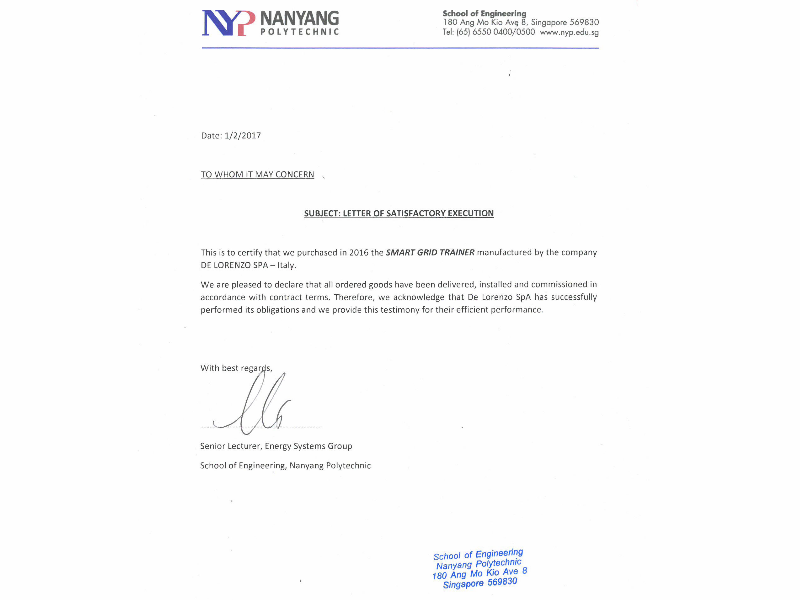 NYP NANYANG
POLYTECHNIC
School of Engineering
180 Ang Mo Kio Ave 8, Singapore 569830
Tel: (65) 6550 0400/0500 www.nyp.edu.sg
Date: 1/2/2017
TO WHOM IT MAY CONCERN
SUBJECT: LETTER OF SATISFACTORY EXECUTION
This is to certify that we purchased in 2016 the SMART GRID TRAINER manufactured by the company
DE LORENZO SPA – Italy.
We are pleased to declare that all ordered goods have been delivered, installed and commissioned in
accordance with contract terms. Therefore, we acknowledge that De Lorenzo SpA has successfully
performed its obligations and we provide this testimony for their efficient performance.
With best regards,
Senior Lecturer, Energy Systems Group
School of Engineering, Nanyang Polytechnic
School of Engineering
Nanyang Polytechnic
180 Ang Mo Kio Ave 8
Singapore 569830